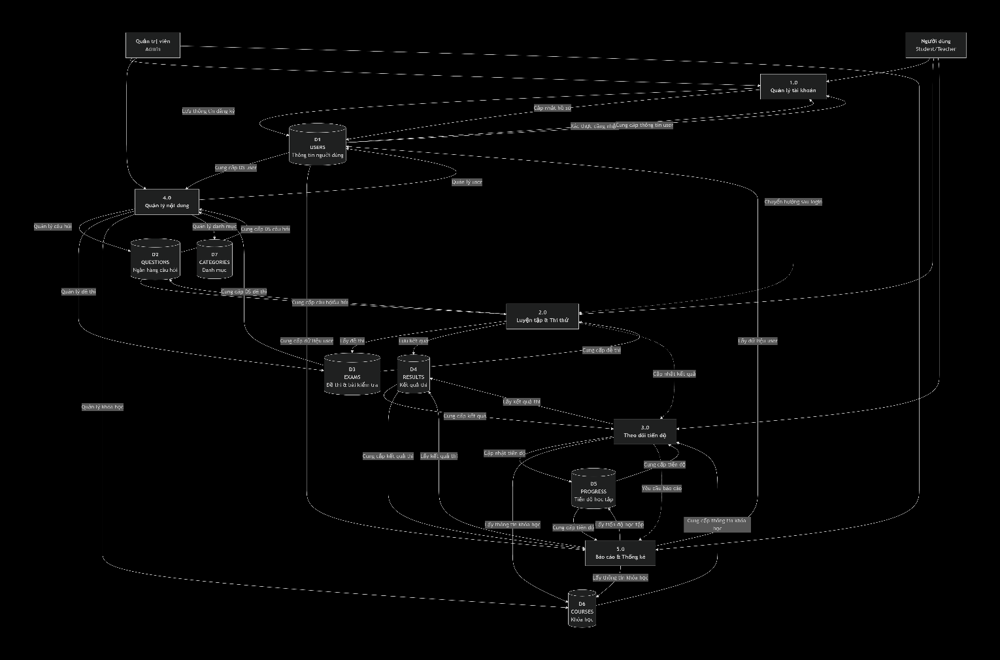 Quản trị viên
Admin
Người dùng
Student/Teacher
1.0
Quản lý tài khoản
Lưu thông tin đăng ký
Cập nhật hồ sơ
Xác thực đăng nhập
Cung cấp thông tin user
D1
USERS
Thông tin người dùng
Cung cấp DS user
Quản lý user
4.0
Quản lý nội dung
Chuyển hướng sau login
Quản lý câu hỏi
Quản lý danh mục
Cung cấp DS câu hỏi
D2
QUESTIONS
Ngân hàng câu hỏi
D7
CATEGORIES
Danh mục
Quản lý đề thi
Cung cấp DS đề thi
Cung cấp câu hỏi
câu hỏi
2.0
Luyện tập & Thi thử
Cung cấp dữ liệu user
Lấy đề thi
Lưu kết quả
Lấy dữ liệu user
Cung cấp đề thi
D3
EXAMS
Đề thi & bài kiểm tra
D4
RESULTS
Kết quả thi
Cập nhật kết quả
Lấy kết quả thi
Quản lý khóa học
Cung cấp kết quả
3.0
Theo dõi tiến độ
Cung cấp kết quả thi
Lấy kết quả thi
Cập nhật tiến độ
Cung cấp tiến độ
D5
PROGRESS
Tiến độ học tập
Yêu cầu báo cáo
Lấy thông tin khóa học
Cung cấp tiến độ
Lấy tiến độ học tập
Cung cấp thông tin khóa
học
5.0
Báo cáo & Thống kê
Lấy thông tin khóa học
D6
COURSES
Khóa học